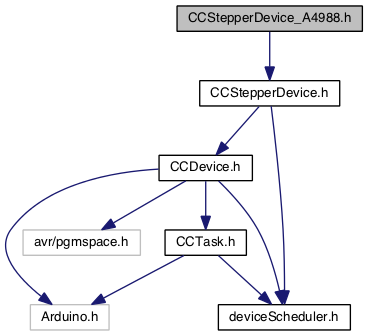 CCStepperDevice_A4988.h
CCStepperDevice.h
CCDevice.h
avr/pgmspace.h
CCTask.h
Arduino.h
deviceScheduler.h